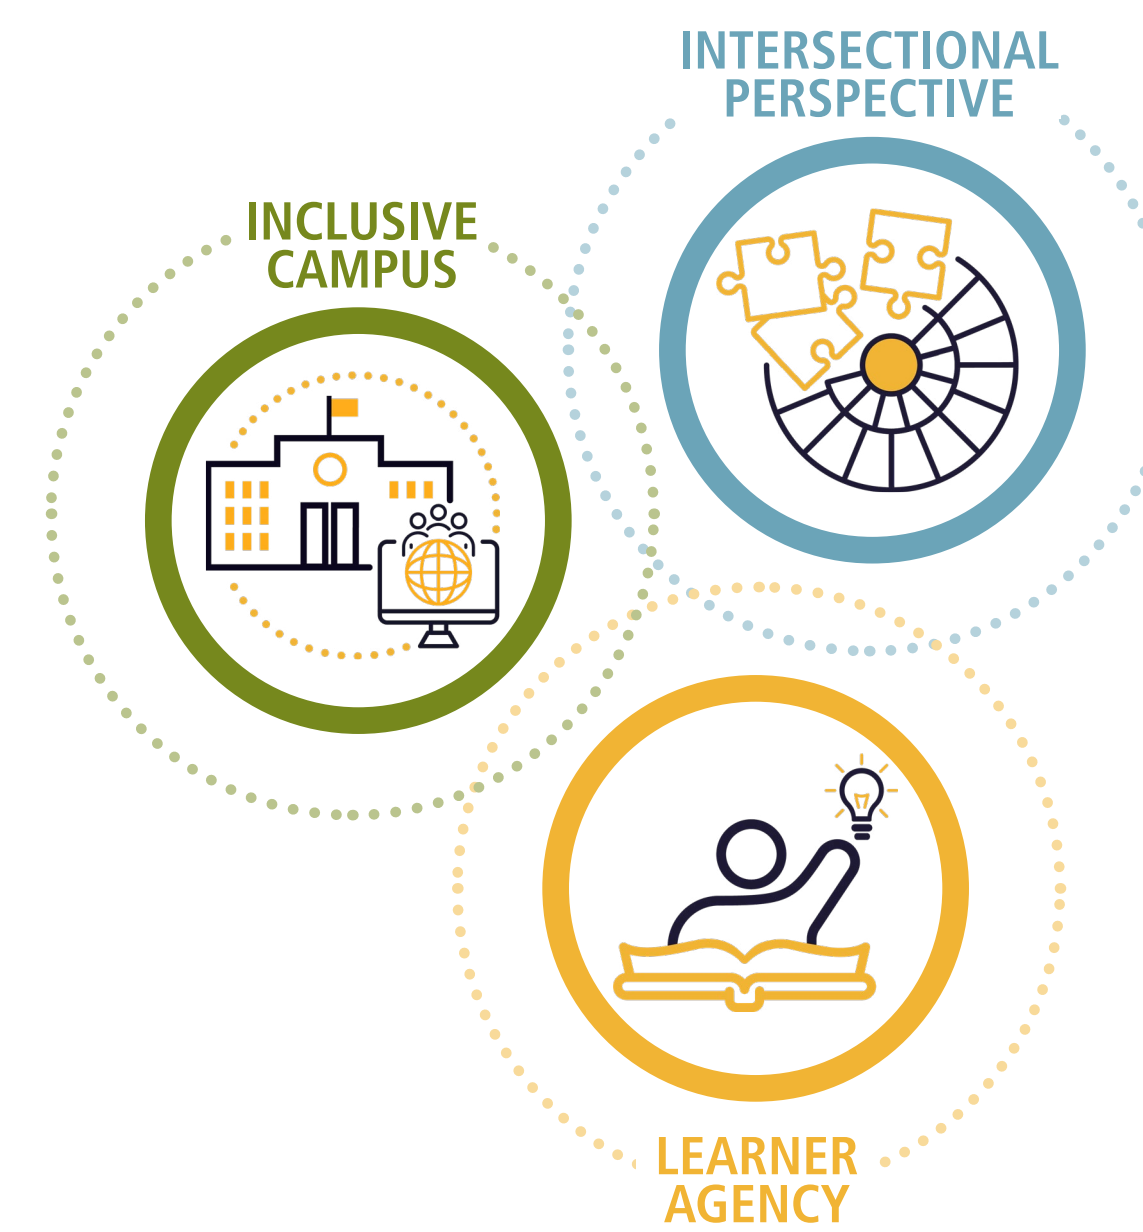 INTERSECTIONAL
PERSPECTIVE
INCLUSIVE
CAMPUS
LEARNER
AGENCY